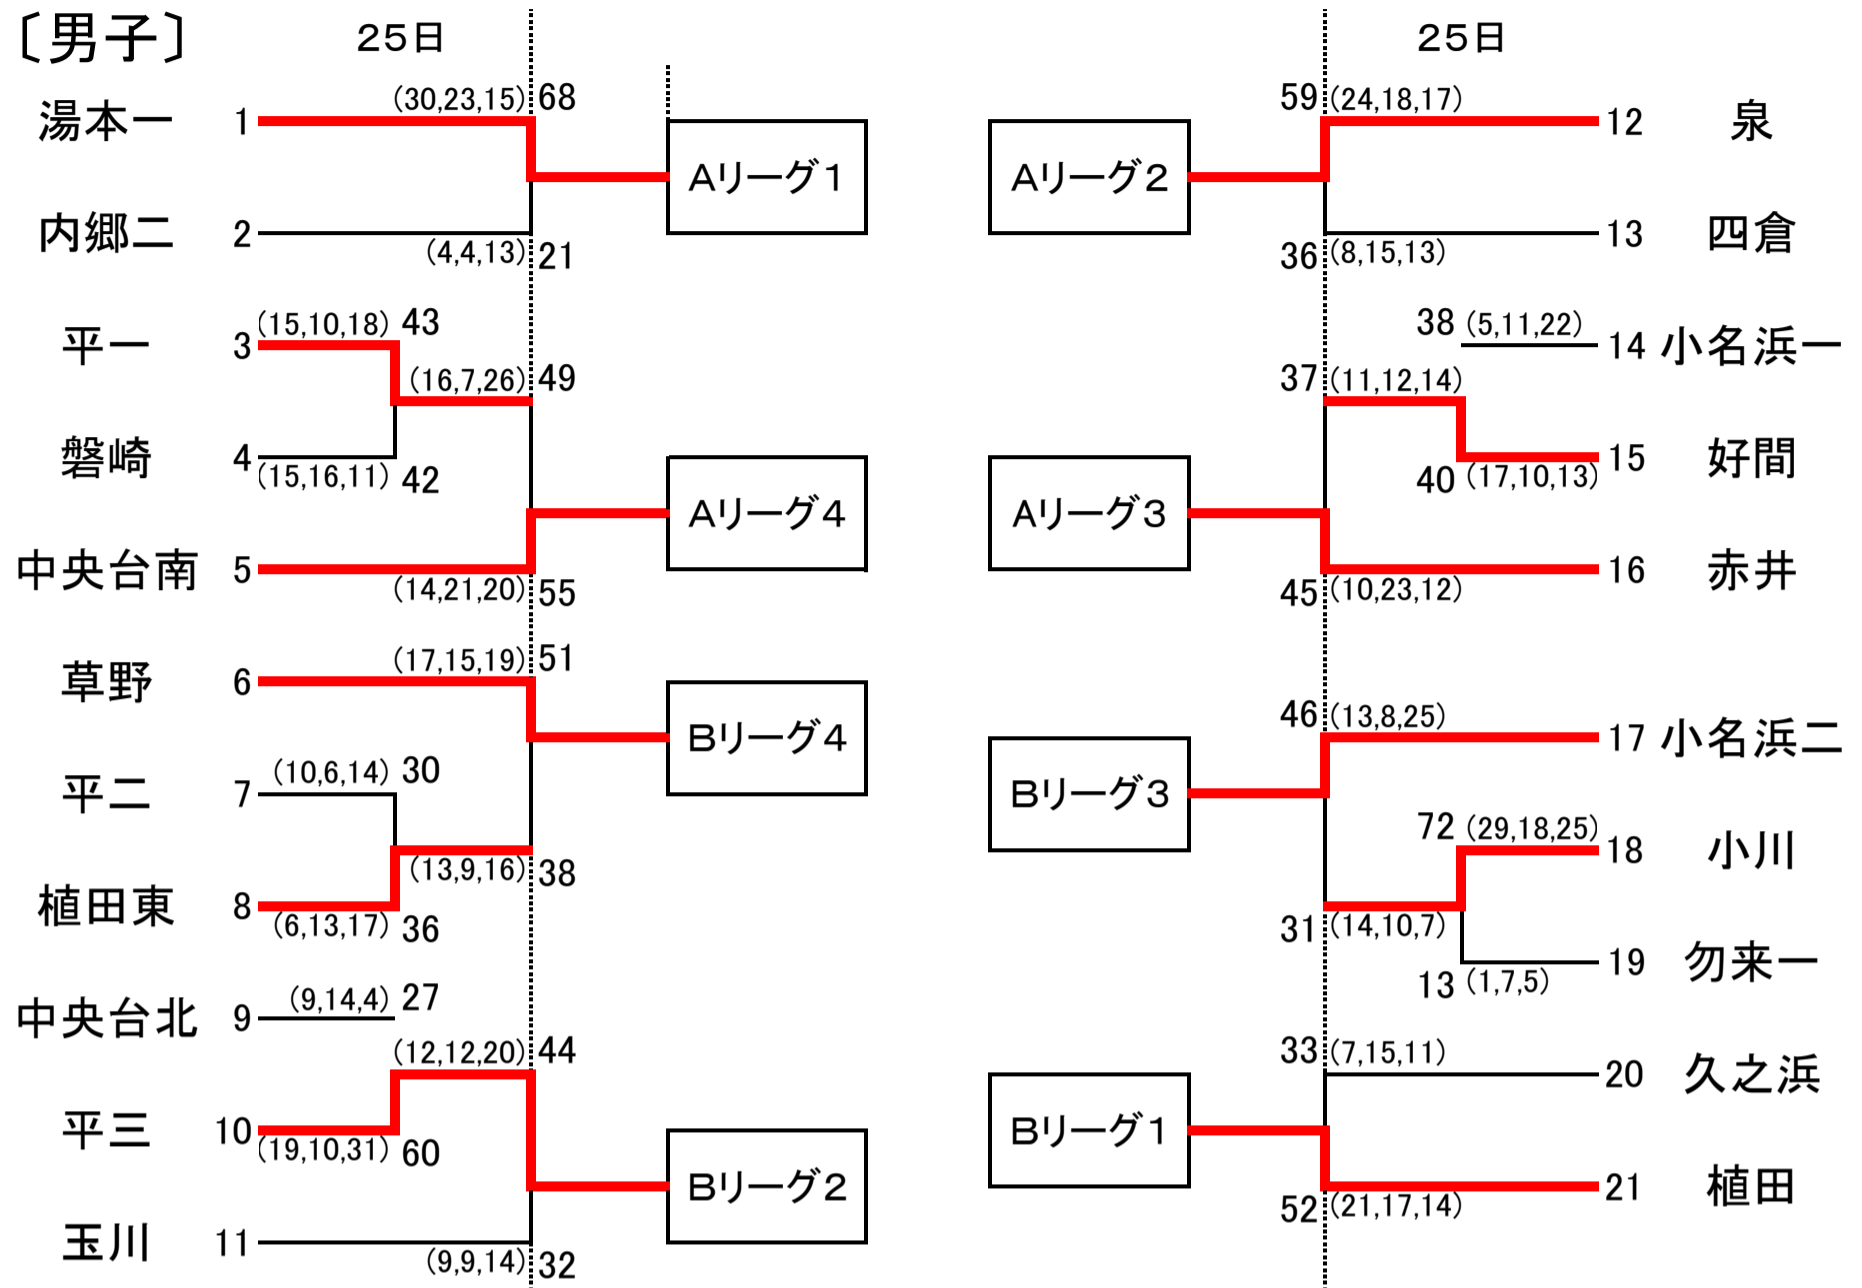 〔男子〕
25日
湯本一 1 (30,23,15) 68
Aリーグ1
内郷二 2 (4,4,13) 21
平一 3 (15,10,18) 43
(16,7,26) 49
磐崎 4 (15,16,11) 42
Aリーグ4
中央台南 5 (14,21,20) 55
草野 6 (17,15,19) 51
Bリーグ4
平二 7 (10,6,14) 30
(13,9,16) 38
植田東 8 (6,13,17) 36
中央台北 9 (9,14,4) 27
(12,12,20) 44
平三 10 (19,10,31) 60
Bリーグ2
玉川 11 (9,9,14) 32
25日
59 (24,18,17) 12 泉
Aリーグ2
36 (8,15,13) 13 四倉
38 (5,11,22) 14 小名浜一
37 (11,12,14)
40 (17,10,13) 15 好間
Aリーグ3
45 (10,23,12) 16 赤井
46 (13,8,25) 17 小名浜二
Bリーグ3
72 (29,18,25) 18 小川
31 (14,10,7)
13 (1,7,5) 19 勿来一
33 (7,15,11) 20 久之浜
Bリーグ1
52 (21,17,14) 21 植田